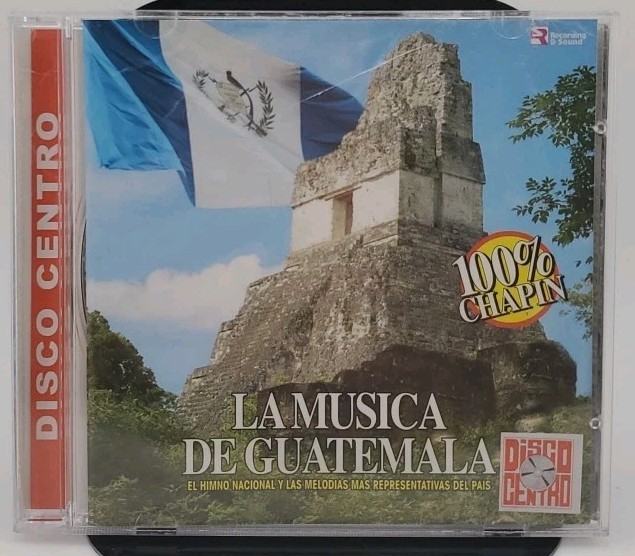 Recording
& Sound
DISCO CENTRO
100%
CHAPIN
LA MUSICA
DE GUATEMALA
EL HIMNO NACIONAL Y LAS MELODIAS MAS REPRESENTATIVAS DEL PAIS
DISCO
CENTRO